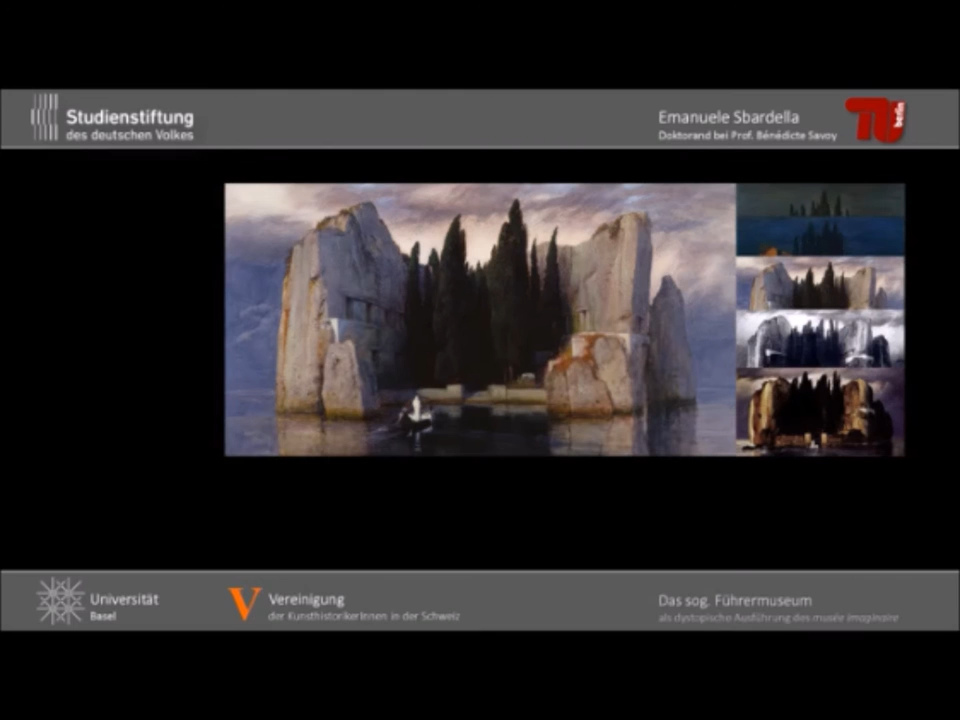 Studienstiftung
des deutschen Volkes
Emanuele Sbardella
Doktorand bei Prof. Bénédicte Savoy
TU berlin
Universität
Basel
V Vereinigung
der KunsthistorikerInnen in der Schweiz
Das sog. Führermuseum
als dystopische Ausführung des musée imaginaire